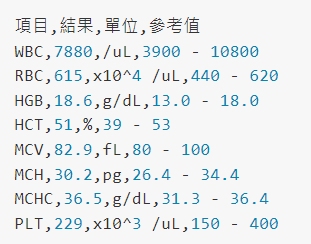 項目,結果,單位,參考值
WBC,7880,/uL,3900 - 10800
RBC,615,x10^4 /uL,440 - 620
HGB,18.6,g/dL,13.0 - 18.0
HCT,51,%,39 - 53
MCV,82.9,fL,80 - 100
MCH,30.2,pg,26.4 - 34.4
MCHC,36.5,g/dL,31.3 - 36.4
PLT,229,x10^3 /uL,150 - 400